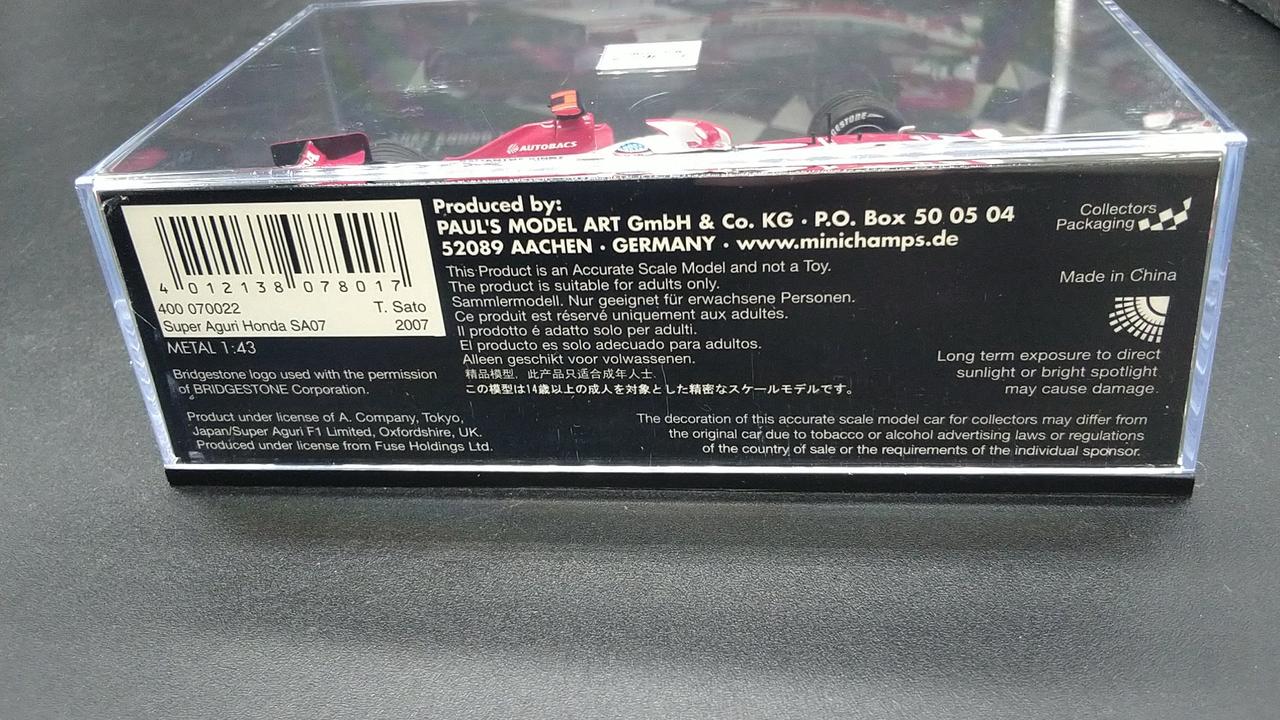 AUTOBACS
Produced by:
PAUL'S MODEL ART GmbH & Co. KG · P.O. Box 50 05 04
52089 AACHEN · GERMANY · www.minichamps.de
4 012138 078017
400 070022 T. Sato
Super Aguri Honda SA07 2007
METAL 1:43
Bridgestone logo used with the permission
of BRIDGESTONE Corporation.
Product under license of A. Company, Tokyo,
Japan/Super Aguri F1 Limited, Oxfordshire, UK.
Produced under license from Fuse Holdings Ltd.
This Product is an Accurate Scale Model and not a Toy.
The product is suitable for adults only.
Sammlermodell. Nur geeignet für erwachsene Personen.
Ce produit est réservé uniquement aux adultes.
Il prodotto é adatto solo per adulti.
El producto es solo adecuado para adultos.
Alleen geschikt voor volwassenen.
精品模型, 此产品只适合成年人士.
この模型は14歳以上の成人を対象とした精密なスケールモデルです。
Collectors
Packaging
Made in China
Long term exposure to direct
sunlight or bright spotlight
may cause damage.
The decoration of this accurate scale model car for collectors may differ from
the original car due to tobacco or alcohol advertising laws or regulations
of the country of sale or the requirements of the individual sponsor.